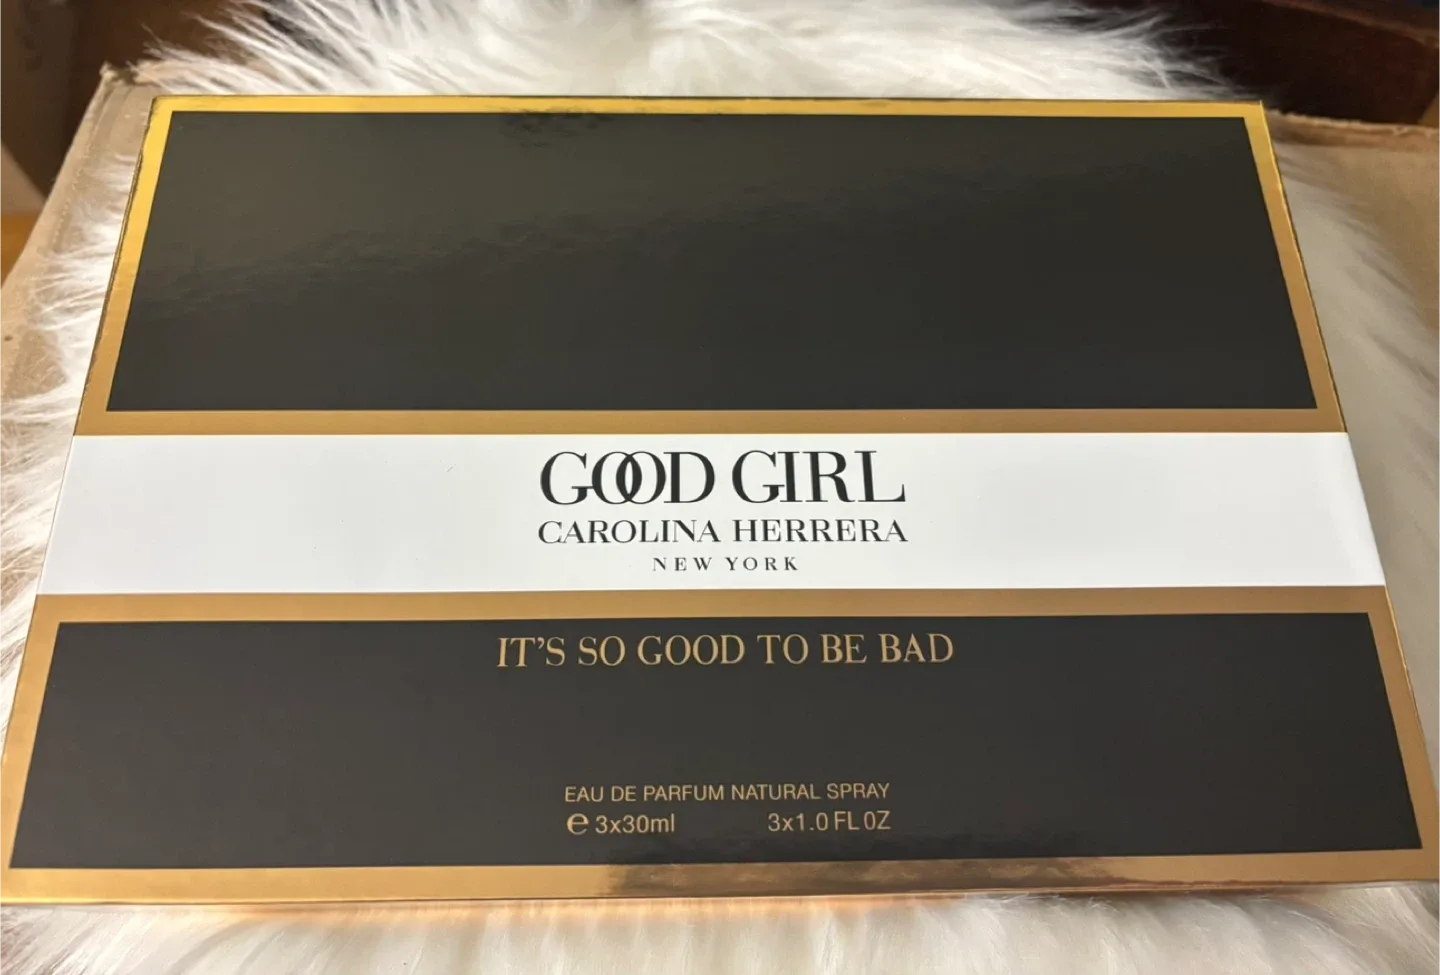 GOOD GIRL
CAROLINA HERRERA
NEW YORK
IT'S SO GOOD TO BE BAD
EAU DE PARFUM NATURAL SPRAY
℮ 3x30ml 3x1.0 FL OZ